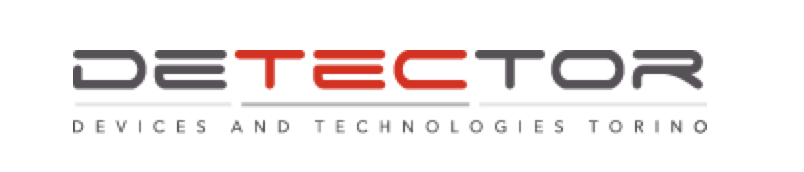 DETECTOR
DEVICES AND TECHNOLOGIES TORINO